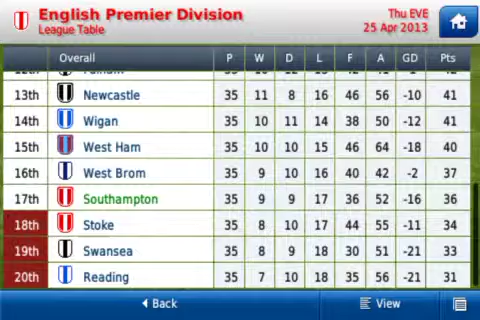 English Premier Division
League Table
Thu EVE
25 Apr 2013
Overall P W D L F A GD Pts
13th Newcastle 35 11 8 16 46 56 -10 41
14th Wigan 35 10 11 14 38 50 -12 41
15th West Ham 35 10 10 15 46 64 -18 40
16th West Brom 35 9 10 16 40 42 -2 37
17th Southampton 35 9 9 17 36 52 -16 36
18th Stoke 35 8 10 17 44 55 -11 34
19th Swansea 35 8 9 18 30 51 -21 33
20th Reading 35 7 10 18 35 56 -21 31
Back View